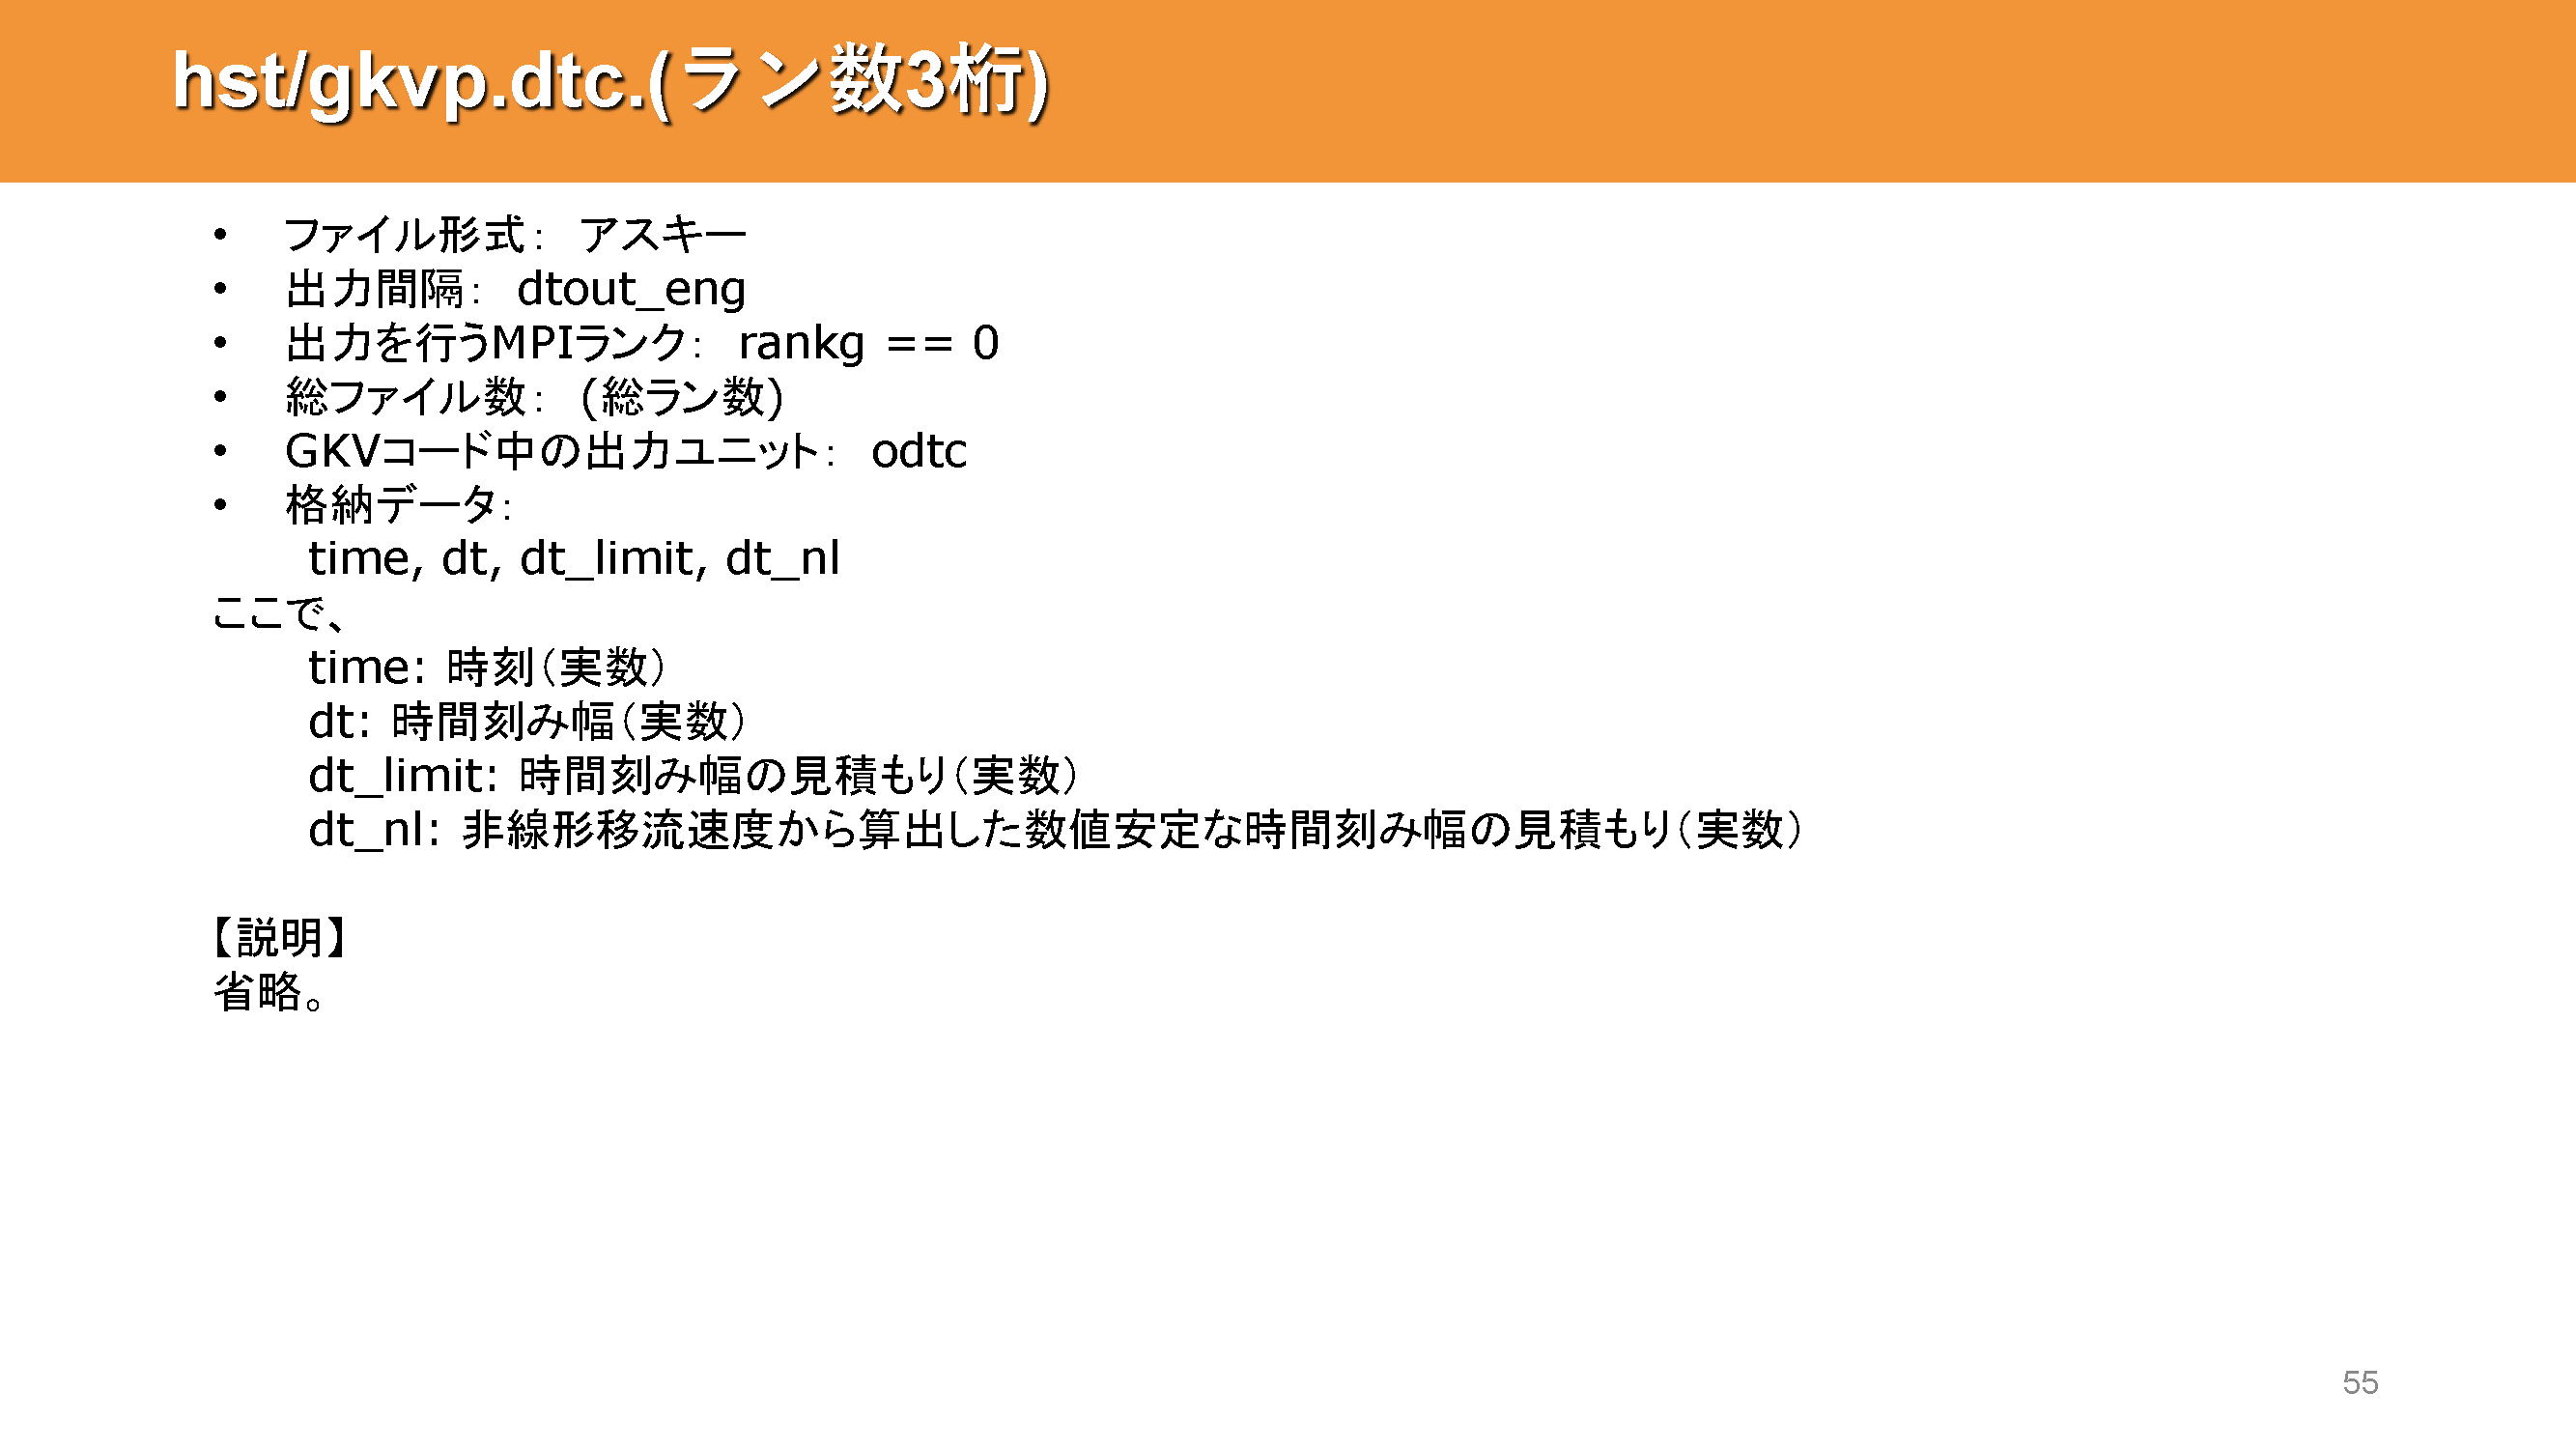 hst/gkvp.dtc.(ラン数3桁)
• ファイル形式： アスキー
• 出力間隔： dtout_eng
• 出力を行うMPIランク： rankg == 0
• 総ファイル数： (総ラン数)
• GKVコード中の出力ユニット： odtc
• 格納データ：
time, dt, dt_limit, dt_nl
ここで、
time: 時刻（実数）
dt: 時間刻み幅（実数）
dt_limit: 時間刻み幅の見積もり（実数）
dt_nl: 非線形移流速度から算出した数値安定な時間刻み幅の見積もり（実数）
【説明】
省略。
55